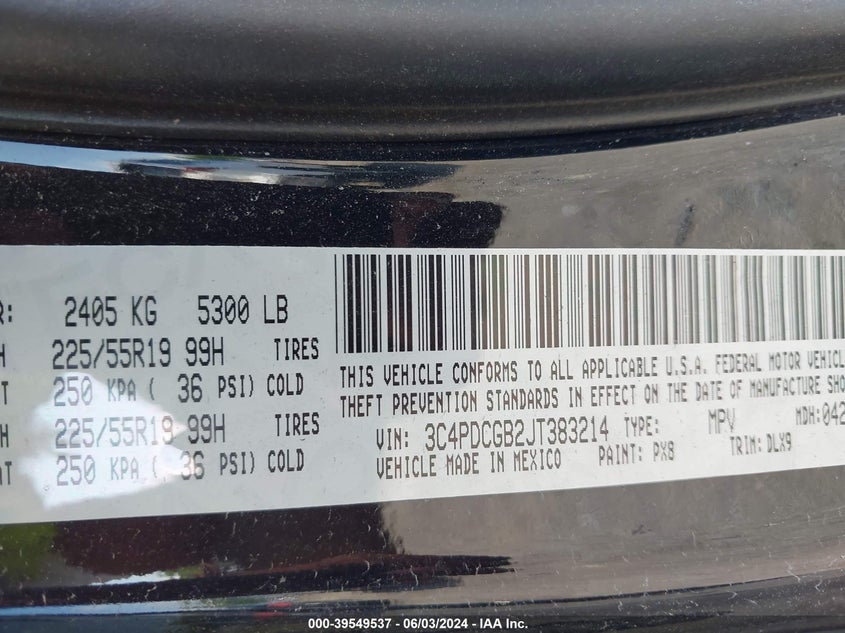 R: 2405 KG 5300 LB
H 225/55R19 99H TIRES
T 250 KPA ( 36 PSI) COLD
H 225/55R19 99H TIRES
AT 250 KPA ( 36 PSI) COLD
THIS VEHICLE CONFORMS TO ALL APPLICABLE U.S.A. FEDERAL MOTOR VEHICL
THEFT PREVENTION STANDARDS IN EFFECT ON THE DATE OF MANUFACTURE SHO
VIN: 3C4PDCGB2JT383214 TYPE: MPV MDH: 042
VEHICLE MADE IN MEXICO PAINT: PX8 TRIM: DLX9
000-39549537 - 06/03/2024 - IAA Inc.